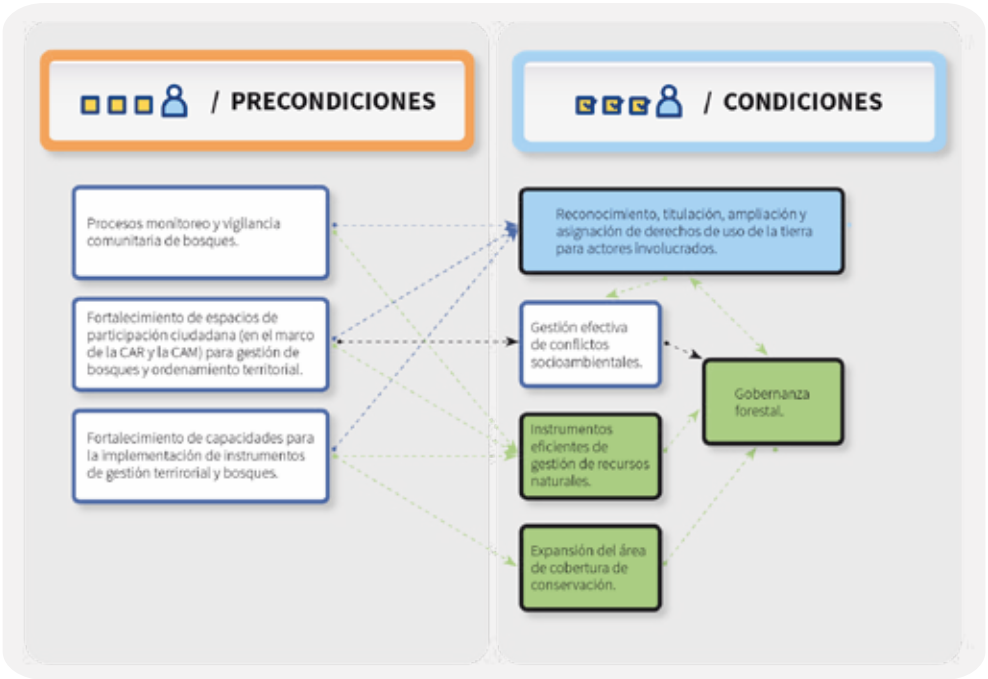 / PRECONDICIONES
Procesos monitoreo y vigilancia
comunitaria de bosques.
Fortalecimiento de espacios de
participación ciudadana (en el marco
de la CAR y la CAM) para gestión de
bosques y ordenamiento territorial.
Fortalecimiento de capacidades para
la implementación de instrumentos
de gestión terrirorial y bosques.
/ CONDICIONES
Reconocimiento, titulación, ampliación y
asignación de derechos de uso de la tierra
para actores involucrados.
Gestión efectiva
de conflictos
socioambientales.
Gobernanza
forestal.
Instrumentos
eficientes de
gestión de recursos
naturales.
Expansión del área
de cobertura de
conservación.